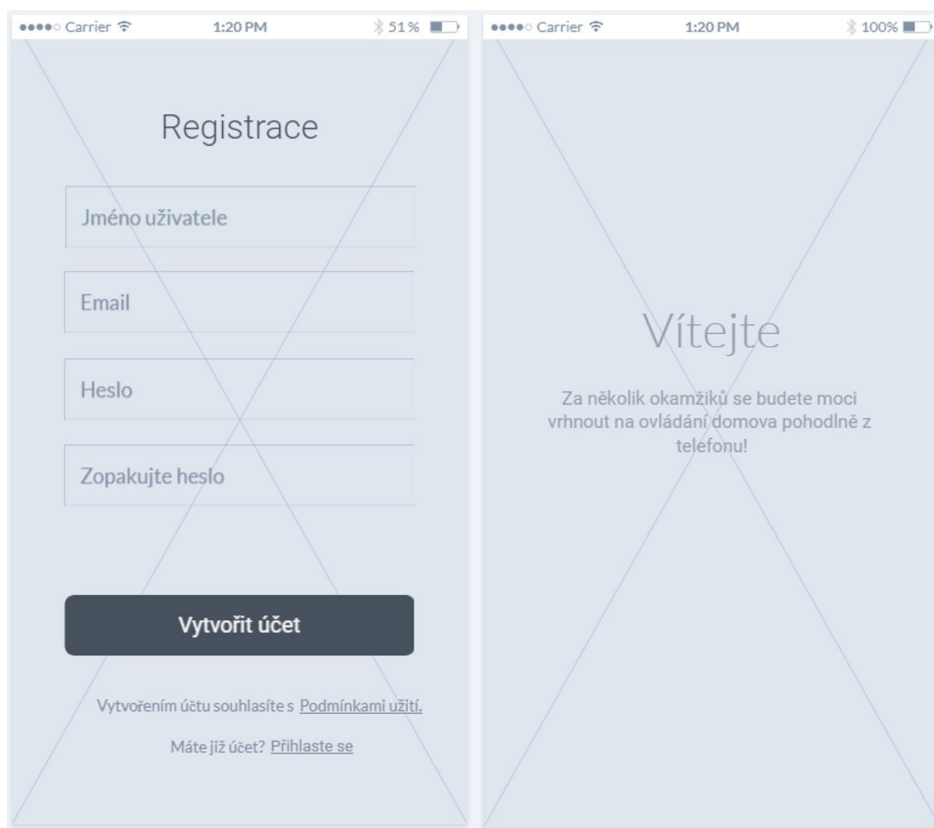 Carrier 1:20 PM 51%
Registrace
Jméno uživatele
Email
Heslo
Zopakujte heslo
Vytvořit účet
Vytvořením účtu souhlasíte s Podmínkami užití.
Máte již účet? Přihlaste se
Carrier 1:20 PM 100%
Vítejte
Za několik okamžiků se budete moci
vrhnout na ovládání domova pohodlně z
telefonu!